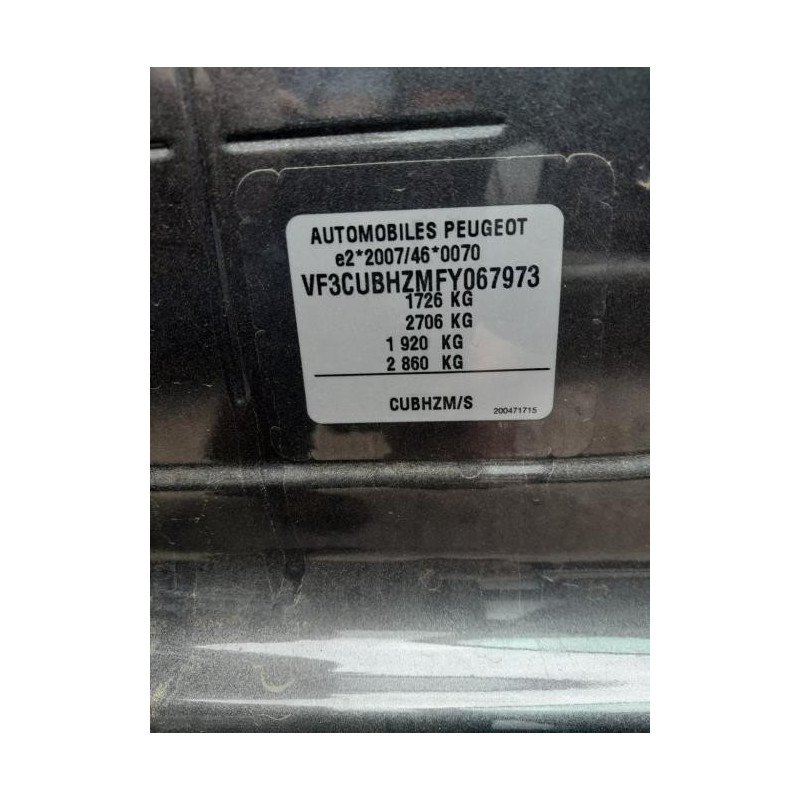 AUTOMOBILES PEUGEOT
e2*2007/46*0070
VF3CUBHZMFY067973
1726 KG
2706 KG
1 920 KG
2 860 KG
CUBHZM/S
200471715